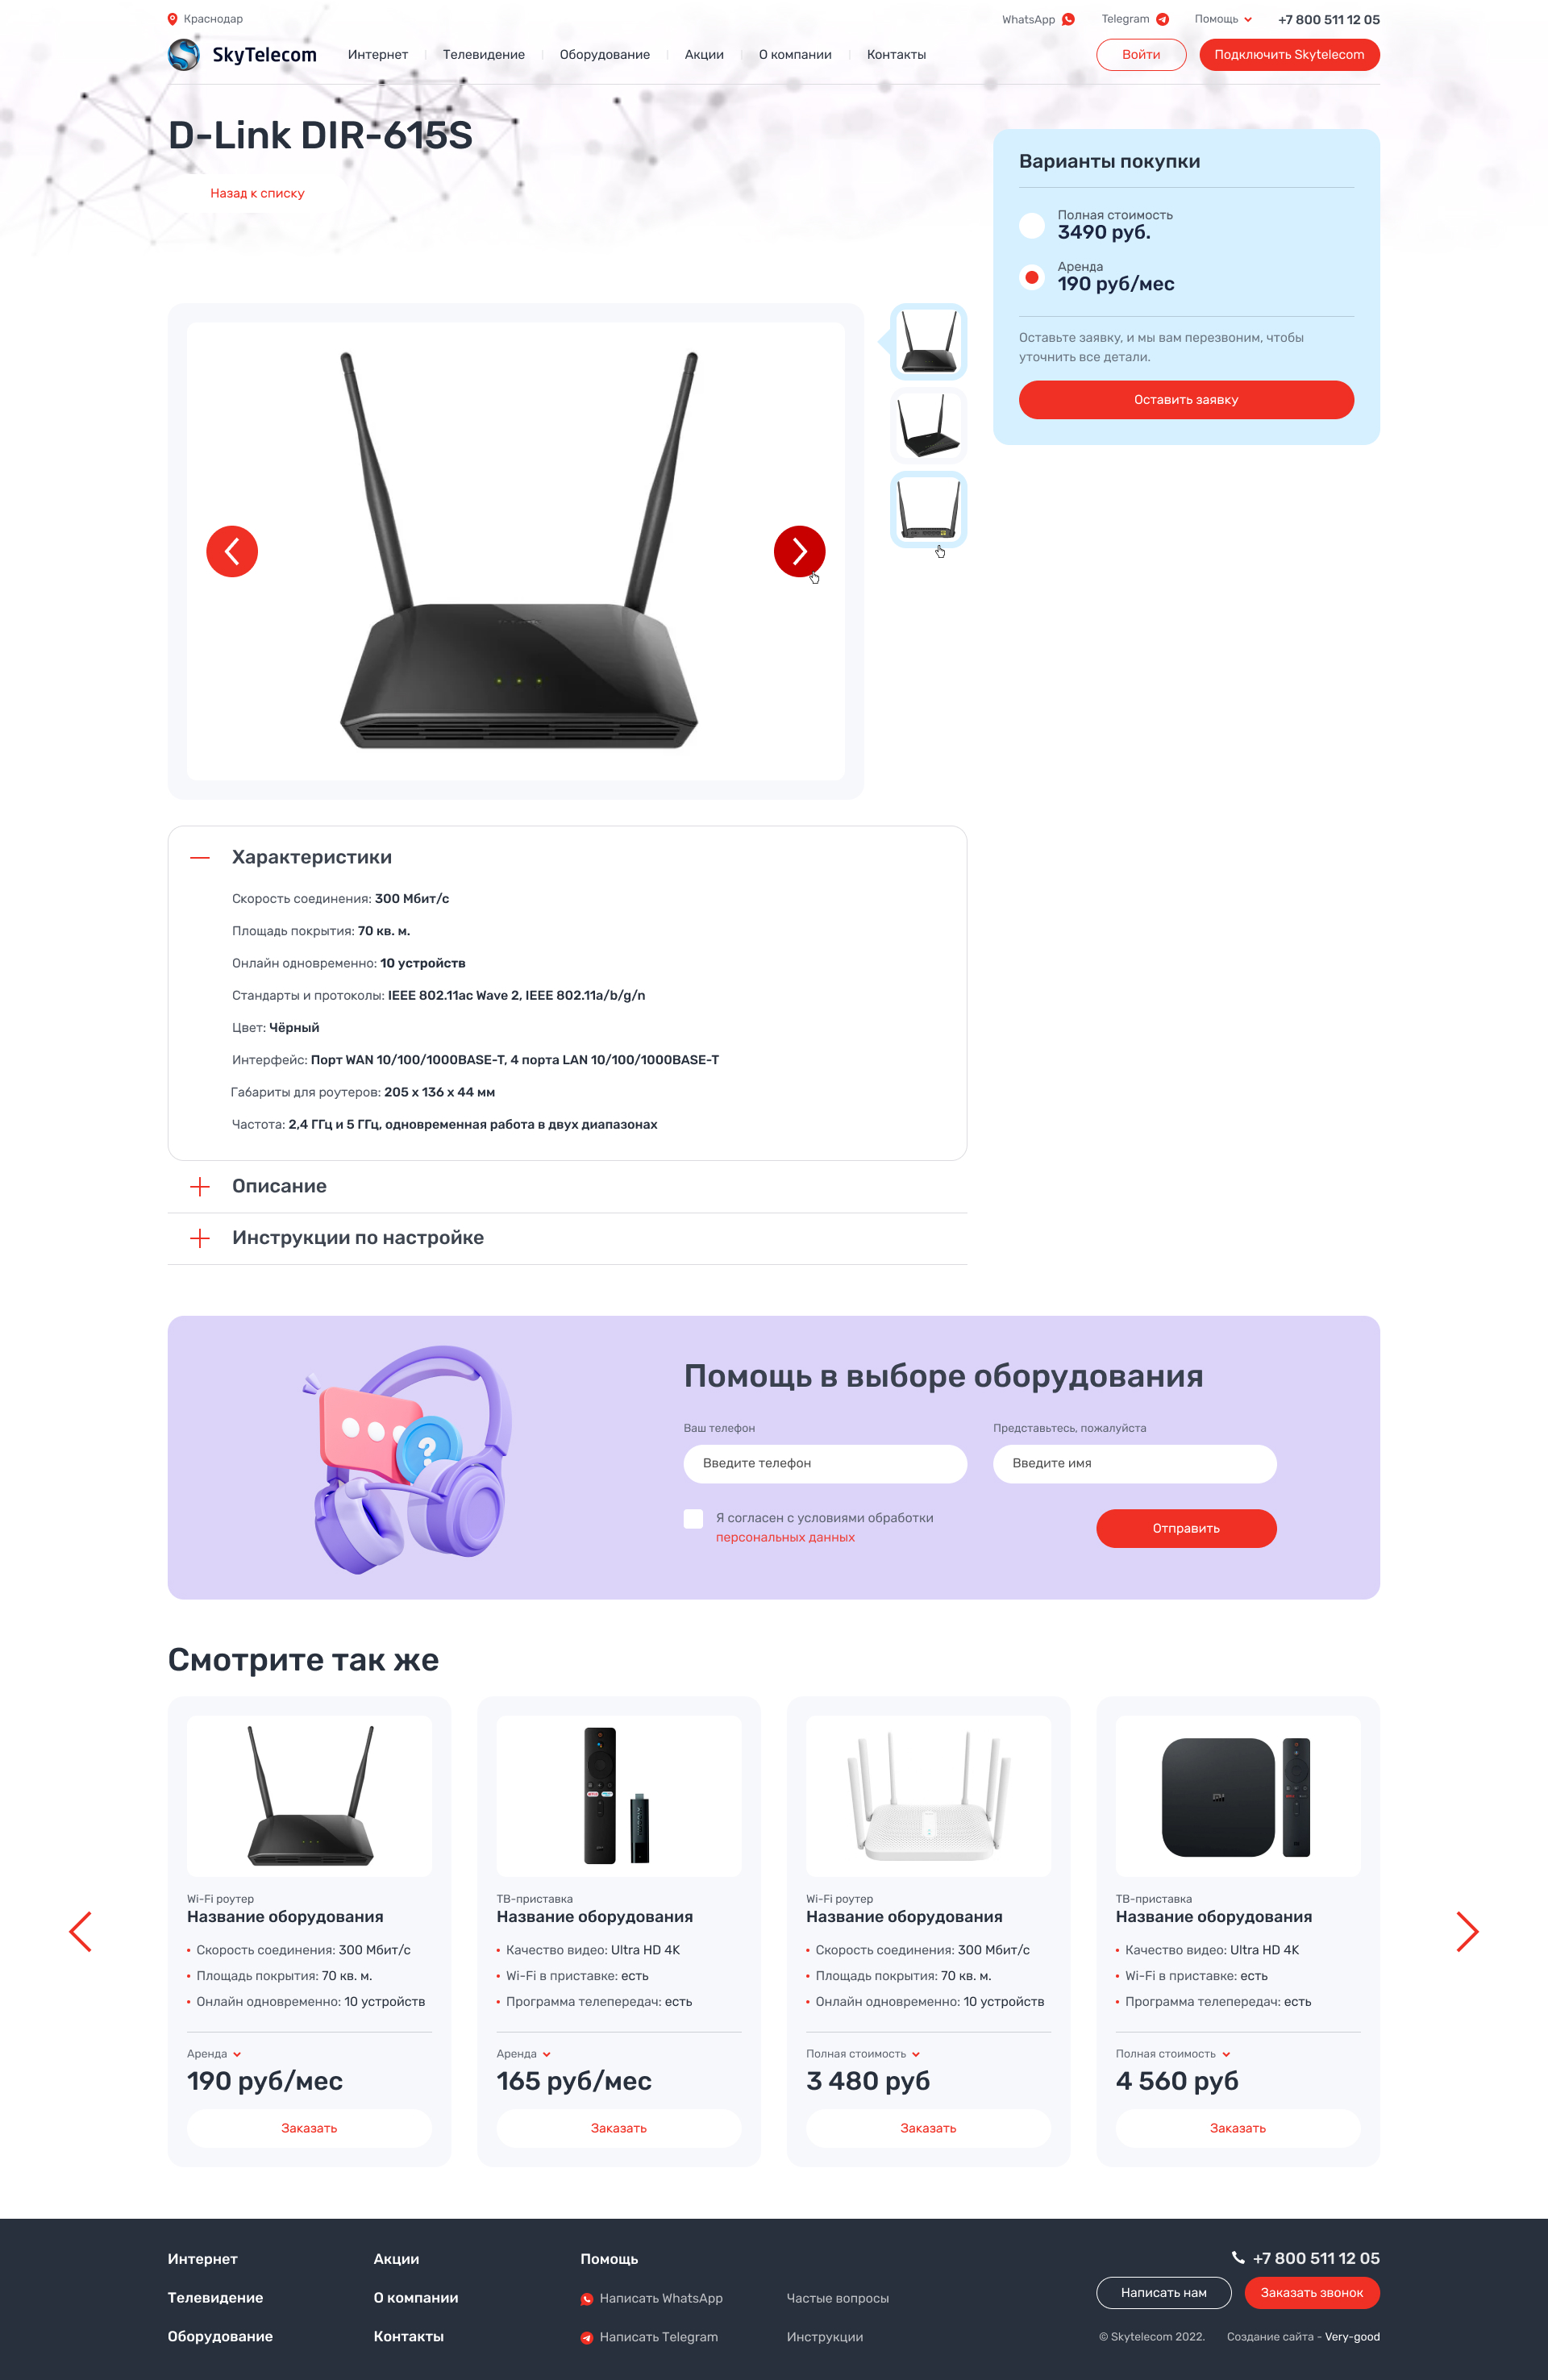 Краснодар
WhatsApp
Telegram
Помощь
+7 800 511 12 05
SkyTelecom
Интернет
Телевидение
Оборудование
Акции
О компании
Контакты
Войти
Подключить Skytelecom
D-Link DIR-615S
Назад к списку
Варианты покупки
Полная стоимость
3490 руб.
Аренда
190 руб/мес
Оставьте заявку, и мы вам перезвоним, чтобы
уточнить все детали.
Оставить заявку
Характеристики
Скорость соединения: 300 Мбит/с
Площадь покрытия: 70 кв. м.
Онлайн одновременно: 10 устройств
Стандарты и протоколы: IEEE 802.11ac Wave 2, IEEE 802.11a/b/g/n
Цвет: Чёрный
Интерфейс: Порт WAN 10/100/1000BASE-T, 4 порта LAN 10/100/1000BASE-T
Габариты для роутеров: 205 x 136 x 44 мм
Частота: 2,4 ГГц и 5 ГГц, одновременная работа в двух диапазонах
Описание
Инструкции по настройке
Помощь в выборе оборудования
Ваш телефон
Представьтесь, пожалуйста
Введите телефон
Введите имя
Я согласен с условиями обработки
персональных данных
Отправить
Смотрите так же
Wi-Fi роутер
Название оборудования
Скорость соединения: 300 Мбит/с
Площадь покрытия: 70 кв. м.
Онлайн одновременно: 10 устройств
Аренда
190 руб/мес
Заказать
ТВ-приставка
Название оборудования
Качество видео: Ultra HD 4K
Wi-Fi в приставке: есть
Программа телепередач: есть
Аренда
165 руб/мес
Заказать
Wi-Fi роутер
Название оборудования
Скорость соединения: 300 Мбит/с
Площадь покрытия: 70 кв. м.
Онлайн одновременно: 10 устройств
Полная стоимость
3 480 руб
Заказать
ТВ-приставка
Название оборудования
Качество видео: Ultra HD 4K
Wi-Fi в приставке: есть
Программа телепередач: есть
Полная стоимость
4 560 руб
Заказать
Интернет
Телевидение
Оборудование
Акции
О компании
Контакты
Помощь
Написать WhatsApp
Написать Telegram
Частые вопросы
Инструкции
+7 800 511 12 05
Написать нам
Заказать звонок
© Skytelecom 2022.
Создание сайта - Very-good